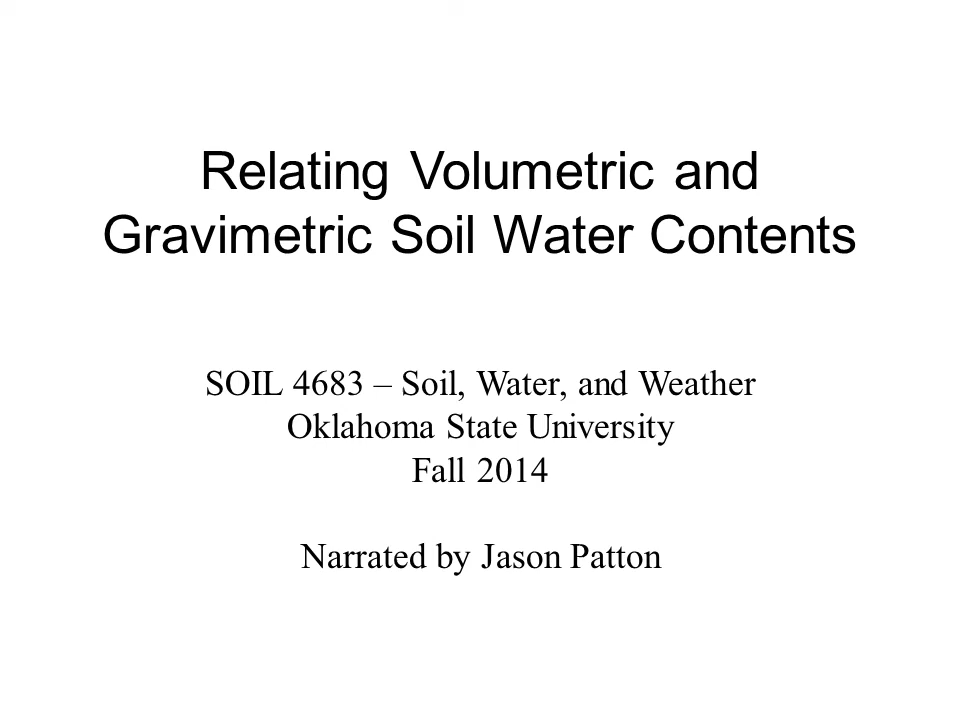 Relating Volumetric and
Gravimetric Soil Water Contents
SOIL 4683 – Soil, Water, and Weather
Oklahoma State University
Fall 2014
Narrated by Jason Patton